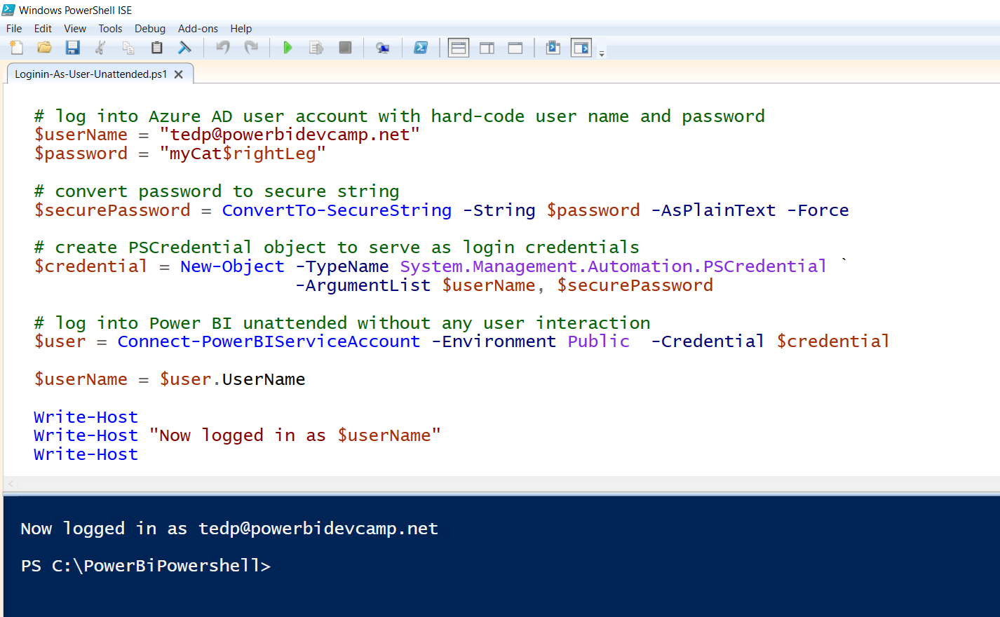 Windows PowerShell ISE
File Edit View Tools Debug Add-ons Help
Loginin-As-User-Unattended.ps1
# log into Azure AD user account with hard-code user name and password
$userName = "tedp@powerbidevcamp.net"
$password = "myCat$rightLeg"
# convert password to secure string
$securePassword = ConvertTo-SecureString -String $password -AsPlainText -Force
# create PSCredential object to serve as login credentials
$credential = New-Object -TypeName System.Management.Automation.PSCredential `
-ArgumentList $userName, $securePassword
# log into Power BI unattended without any user interaction
$user = Connect-PowerBIServiceAccount -Environment Public  -Credential $credential
$userName = $user.UserName
Write-Host
Write-Host "Now logged in as $userName"
Write-Host
Now logged in as tedp@powerbidevcamp.net
PS C:\PowerBiPowershell>